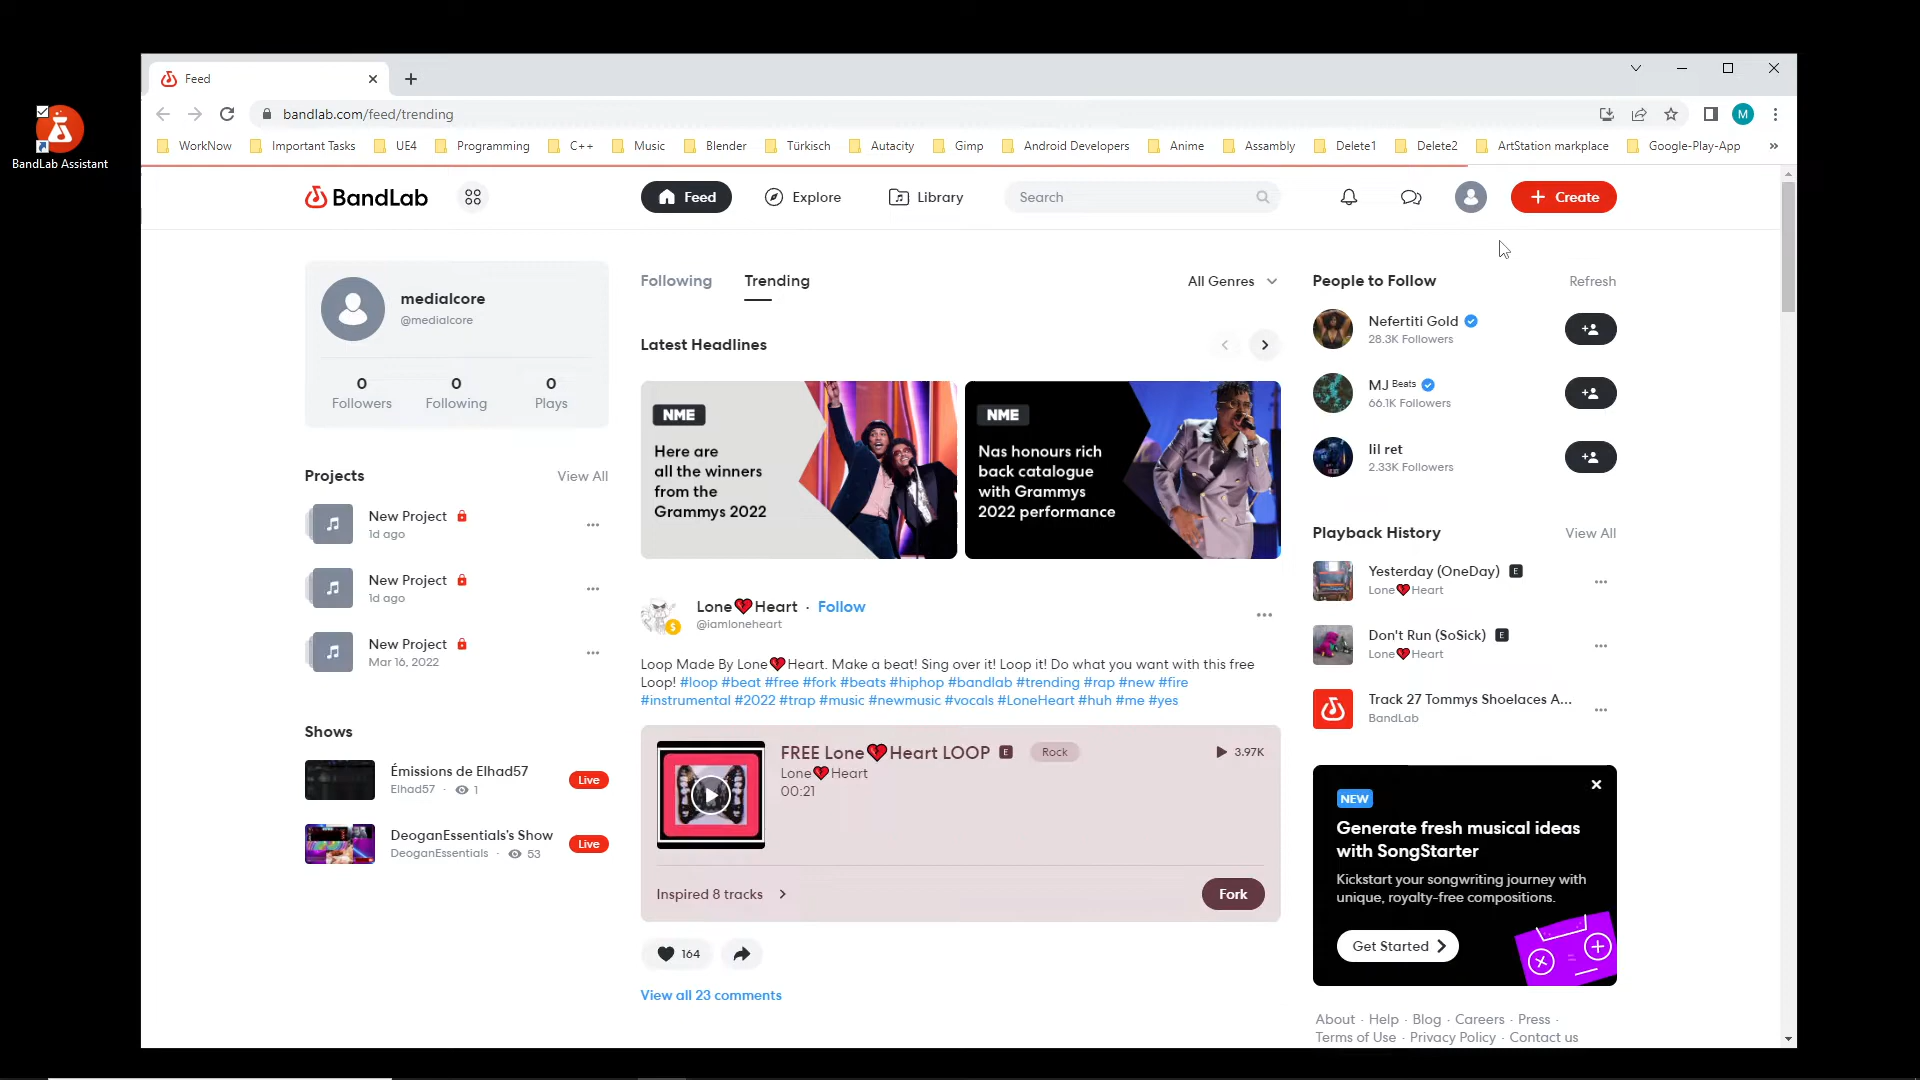 Feed
bandlab.com/feed/trending
WorkNow Important Tasks UE4 Programming C++ Music Blender Türkisch Autacity Gimp Android Developers Anime Assambly Delete1 Delete2 ArtStation markplace Google-Play-App »
M
BandLab Assistant
BandLab Feed Explore Library Search + Create
medialcore
@medialcore
0 0 0
Followers Following Plays
Projects View All
New Project
1d ago
New Project
1d ago
New Project
Mar 16, 2022
Shows
Émissions de Elhad57
Elhad57 · 1
Live
DeoganEssentials's Show
DeoganEssentials · 53
Live
Following Trending All Genres
Latest Headlines
NME
Here are
all the winners
from the
Grammys 2022
NME
Nas honours rich
back catalogue
with Grammys
2022 performance
Lone💔Heart · Follow
@iamloneheart
Loop Made By Lone💔Heart. Make a beat! Sing over it! Loop it! Do what you want with this free
Loop! #loop #beat #free #fork #beats #hiphop #bandlab #trending #rap #new #fire
#instrumental #2022 #trap #music #newmusic #vocals #LoneHeart #huh #me #yes
FREE Lone💔Heart LOOP E Rock 3.97K
Lone💔Heart
00:21
Inspired 8 tracks Fork
164
View all 23 comments
People to Follow Refresh
Nefertiti Gold
28.3K Followers
MJ Beats
66.1K Followers
lil ret
2.33K Followers
Playback History View All
Yesterday (OneDay) E
Lone💔Heart
Don't Run (SoSick) E
Lone💔Heart
Track 27 Tommys Shoelaces A...
BandLab
NEW
Generate fresh musical ideas
with SongStarter
Kickstart your songwriting journey with
unique, royalty-free compositions.
Get Started
About · Help · Blog · Careers · Press ·
Terms of Use · Privacy Policy · Contact us